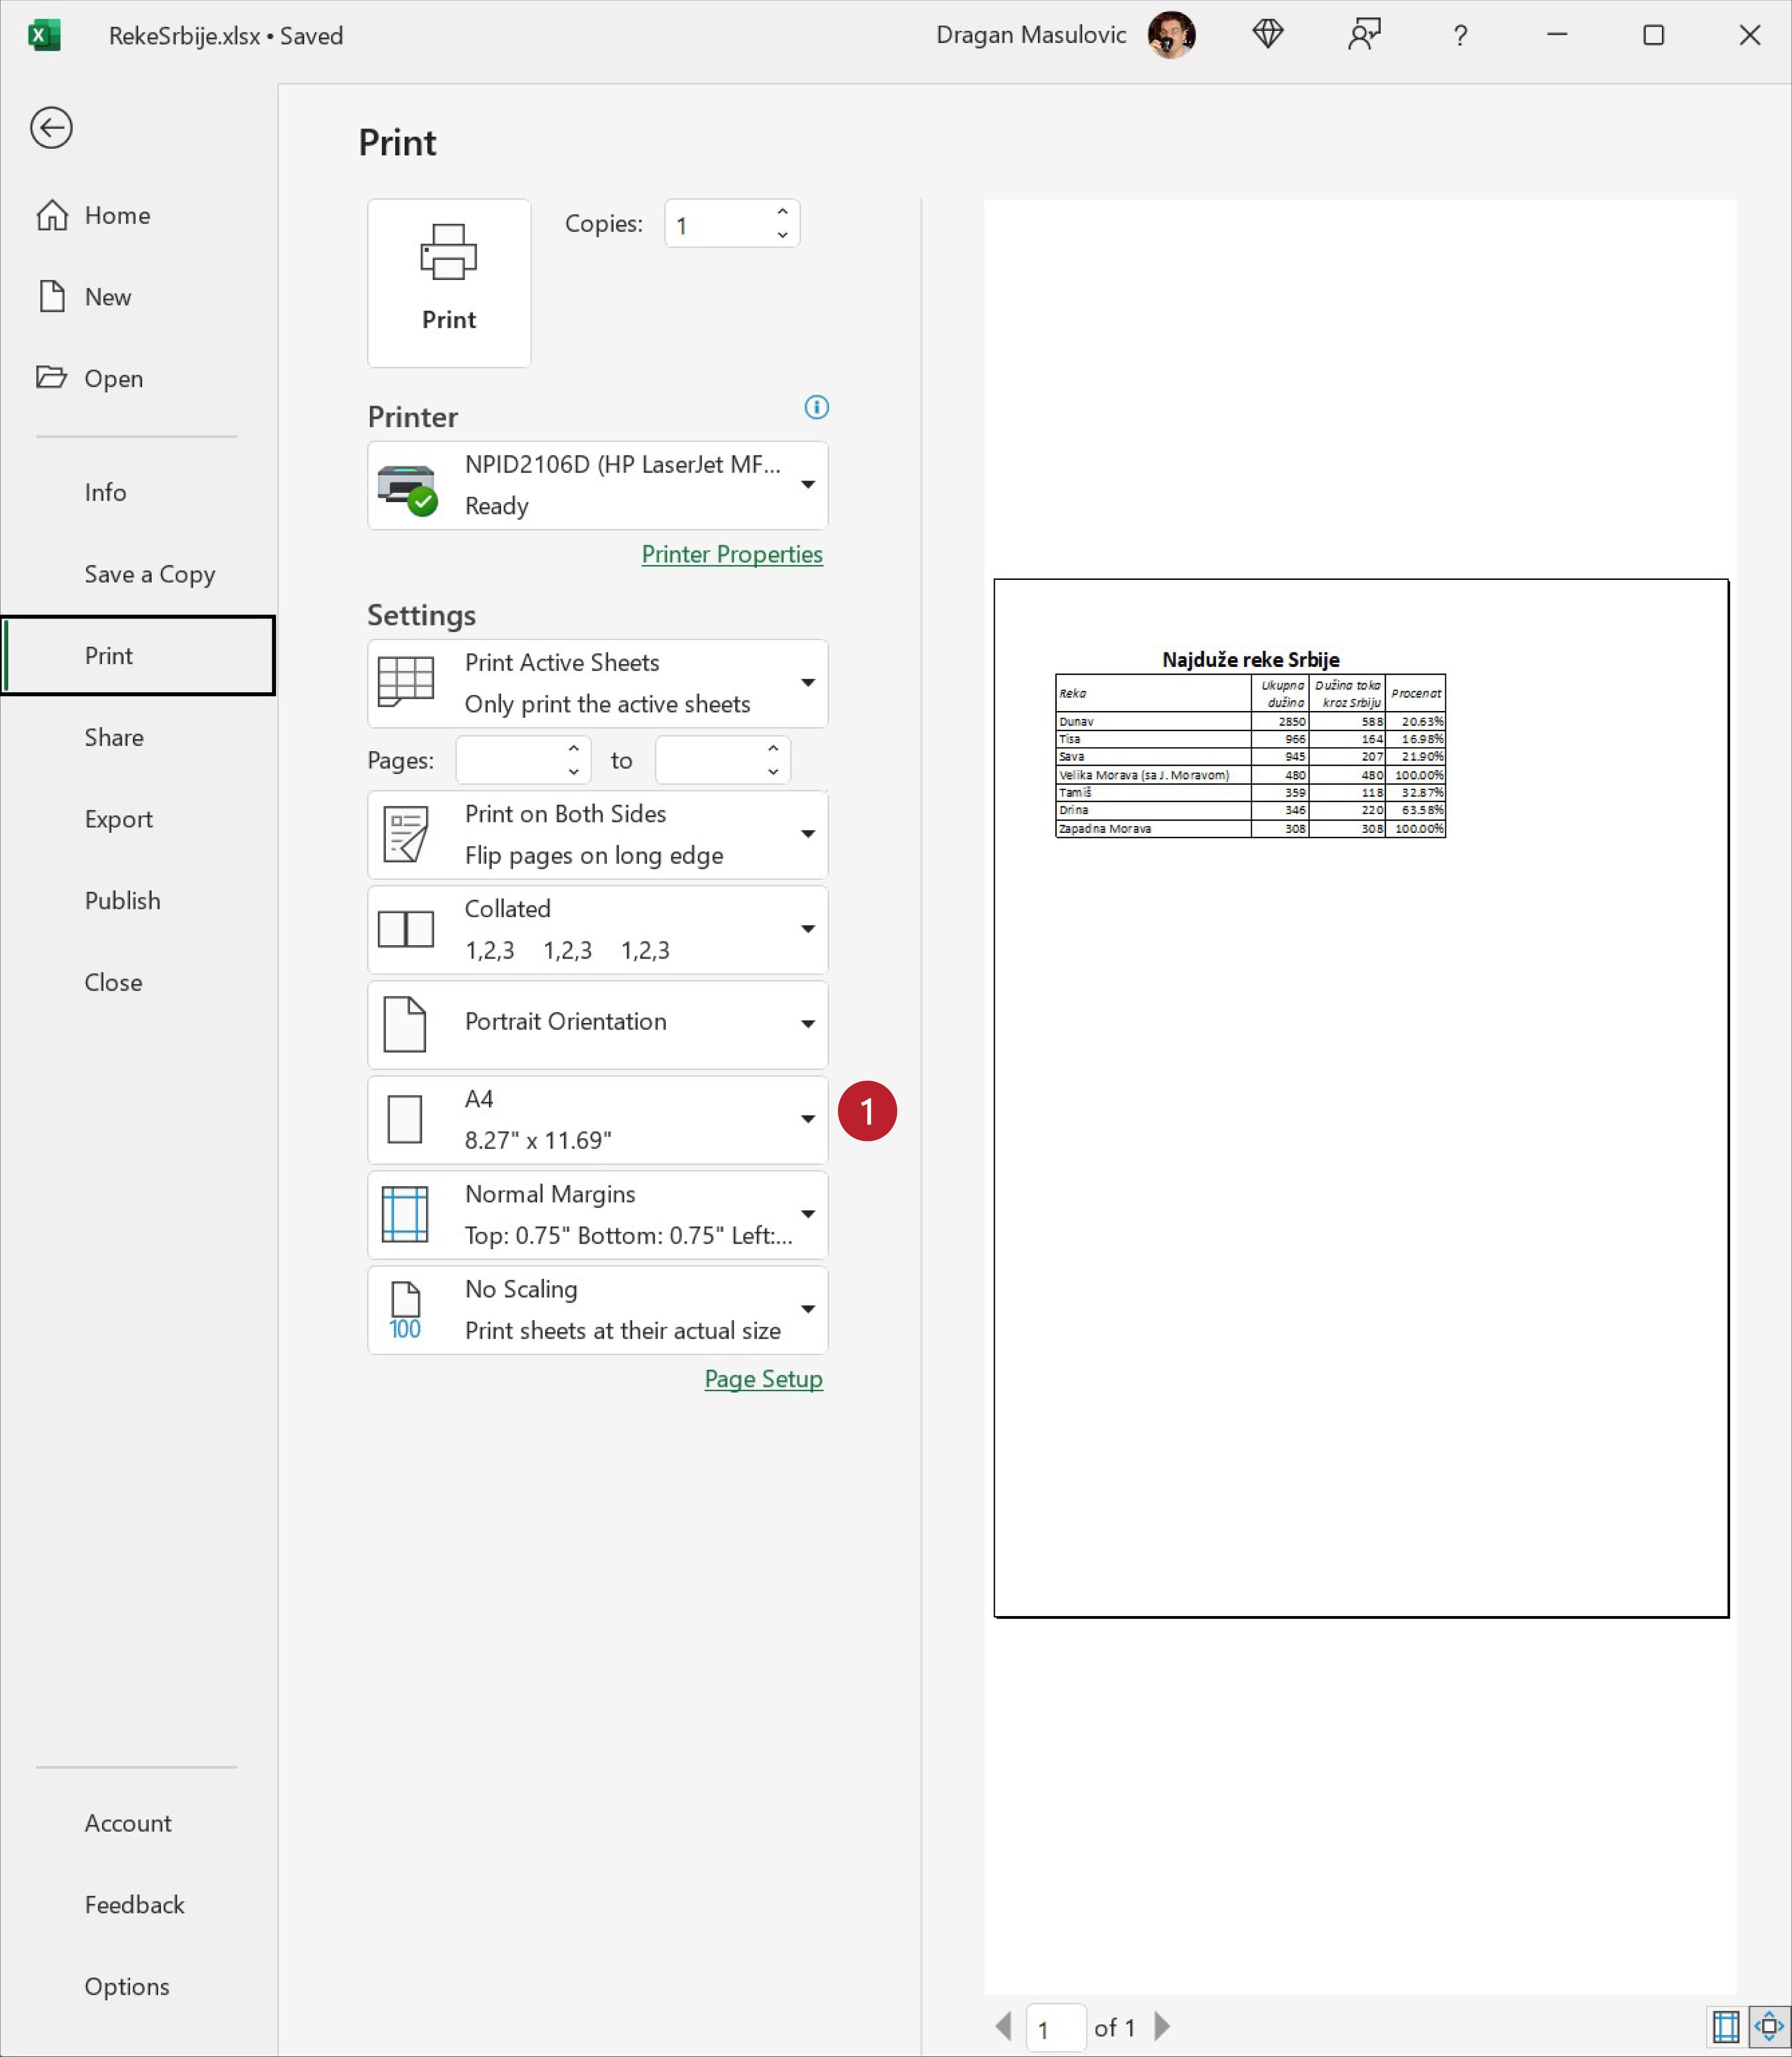 RekeSrbije.xlsx • Saved
Dragan Masulovic
?
Home
New
Open
Info
Save a Copy
Print
Share
Export
Publish
Close
Account
Feedback
Options
Print
Print
Copies: 1
Printer
NPID2106D (HP LaserJet MF...
Ready
Printer Properties
Settings
Print Active Sheets
Only print the active sheets
Pages: to
Print on Both Sides
Flip pages on long edge
Collated
1,2,3 1,2,3 1,2,3
Portrait Orientation
A4
8.27" x 11.69"
1
Normal Margins
Top: 0.75" Bottom: 0.75" Left:...
100
No Scaling
Print sheets at their actual size
Page Setup
Najduže reke Srbije
Reka Ukupna dužina Dužina toka kroz Srbiju Procenat
Dunav 2850 588 20.63%
Tisa 966 164 16.98%
Sava 945 207 21.90%
Velika Morava (sa J. Moravom) 480 480 100.00%
Tamiš 359 118 32.87%
Drina 346 220 63.58%
Zapadna Morava 308 308 100.00%
1 of 1